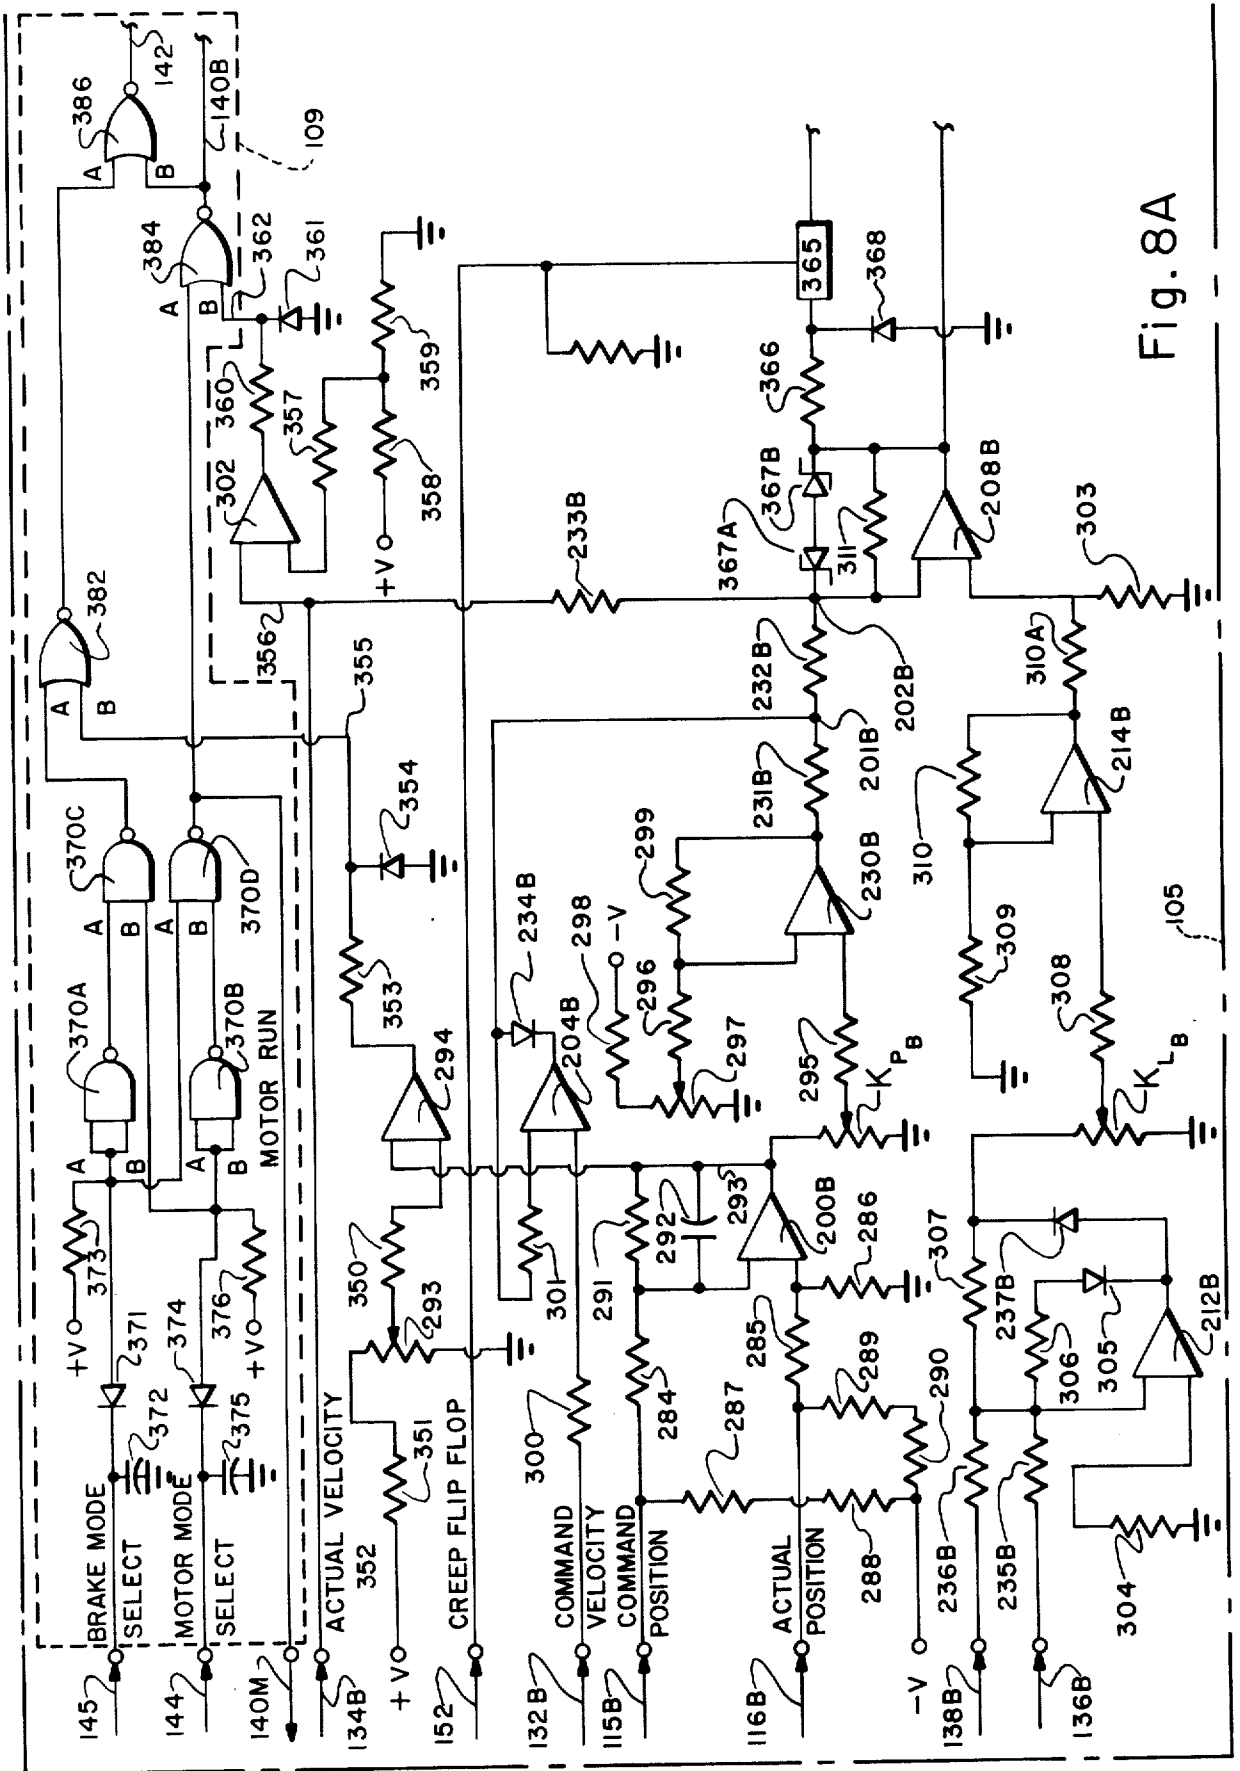 142
386
A
B
140B
109
384
A
B
362
361
382
A
B
360
302
357
359
358
+V
356
355
233B
370C
A
B
A
B
370D
354
353
370A
A
B
370B
A
B
MOTOR RUN
373
+V
371
372
374
375
376
+V
BRAKE MODE
SELECT
MOTOR MODE
SELECT
145
144
140M
134B
ACTUAL VELOCITY
352
351
+V
350
293
294
CREEP FLIP FLOP
152
234B
204B
301
300
COMMAND
VELOCITY
132B
COMMAND
POSITION
115B
298
-V
296
297
299
230B
231B
201B
232B
202B
367A
367B
366
365
368
311
208B
303
291
292
293
284
200B
295
K P B
287
285
286
ACTUAL
POSITION
116B
289
290
288
-V
310A
214B
310
309
308
K L B
307
237B
306
305
212B
236B
235B
138B
136B
304
105
Fig. 8A